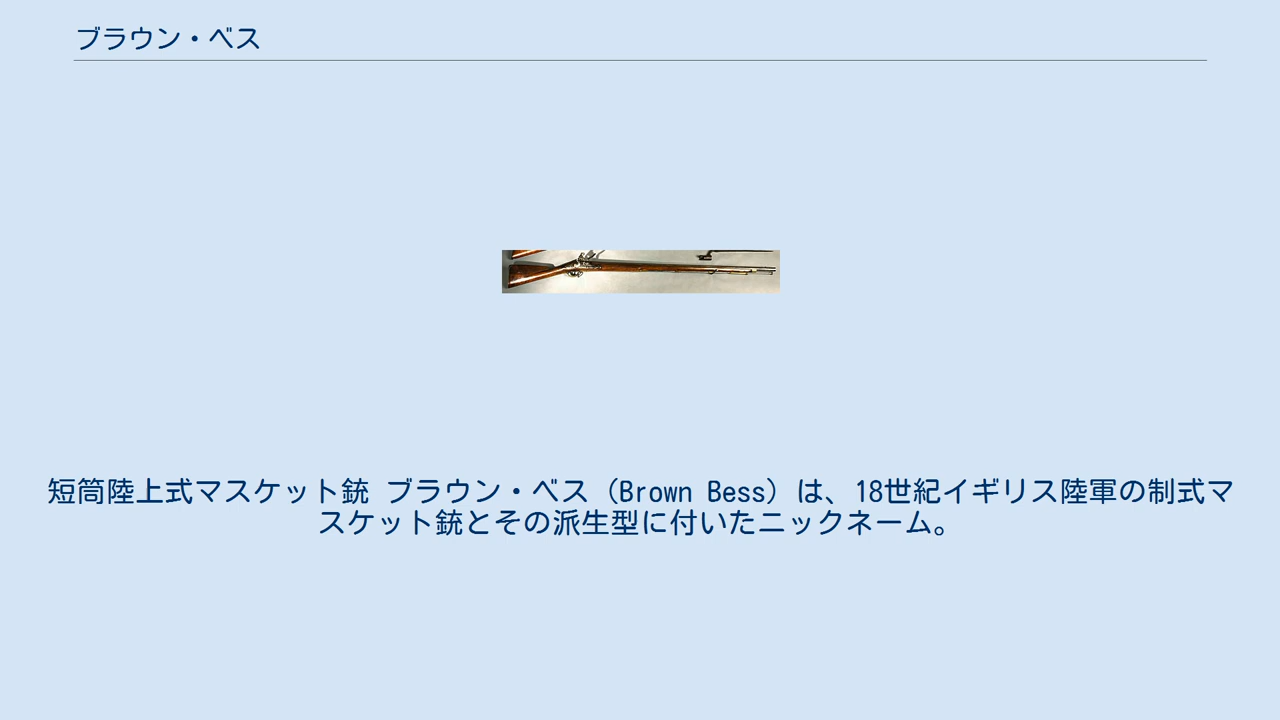 ブラウン・ベス
短筒陸上式マスケット銃 ブラウン・ベス（Brown Bess）は、18世紀イギリス陸軍の制式マ
スケット銃とその派生型に付いたニックネーム。